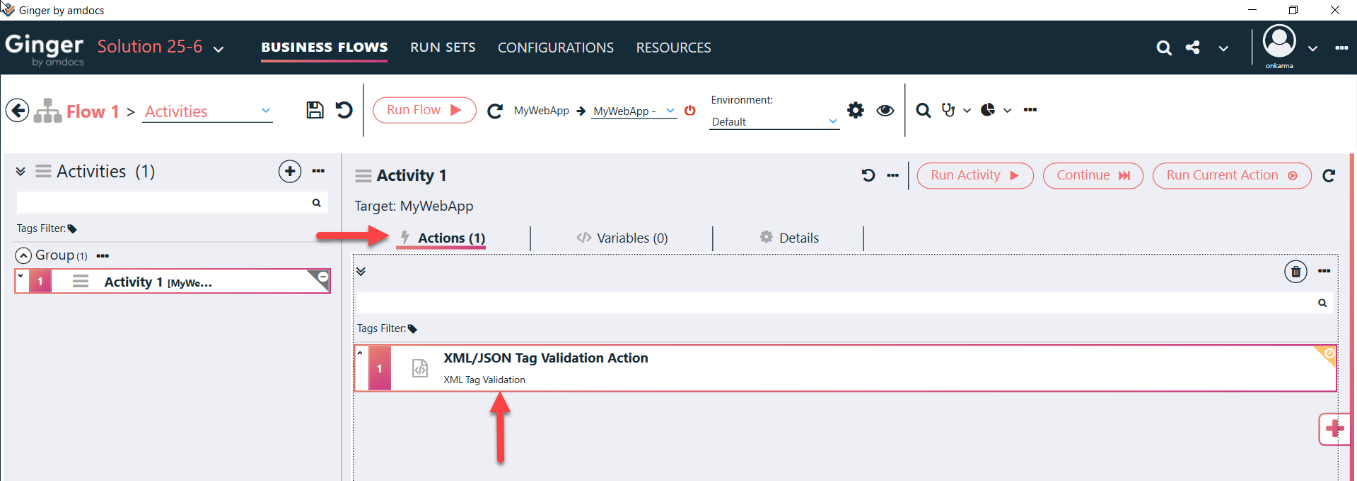 Ginger by amdocs
Ginger by amdocs Solution 25-6 BUSINESS FLOWS RUN SETS CONFIGURATIONS RESOURCES onkarma
Flow 1 > Activities Run Flow MyWebApp MyWebApp - Environment: Default
Activities (1)
Tags Filter:
Group (1)
1 Activity 1 [MyWe...
Activity 1 Run Activity Continue Run Current Action
Target: MyWebApp
Actions (1) Variables (0) Details
Tags Filter:
1 XML/JSON Tag Validation Action
XML Tag Validation